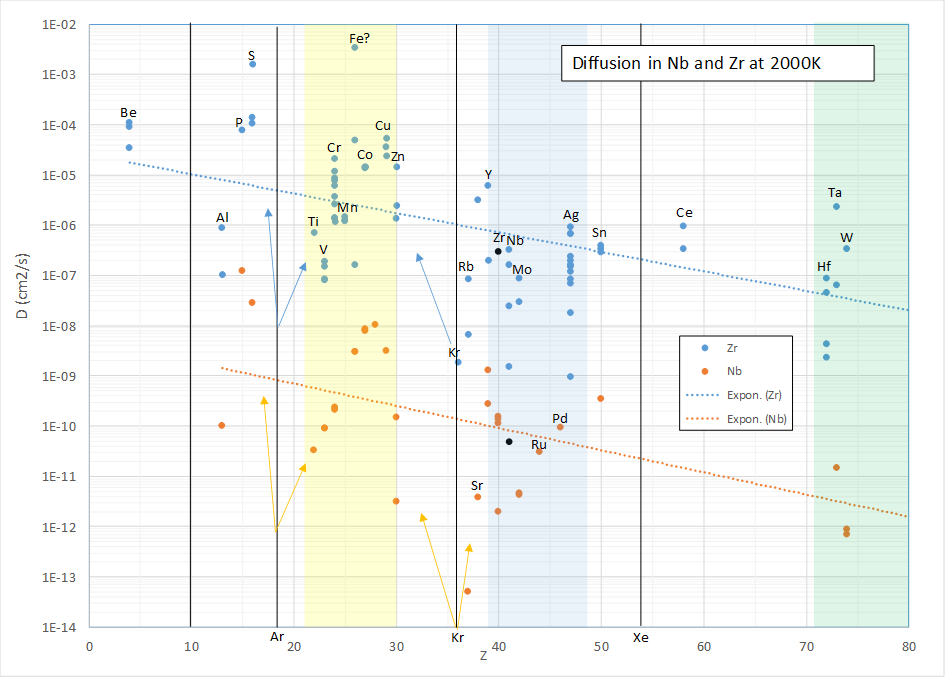 Diffusion in Nb and Zr at 2000K
1E-02
1E-03
1E-04
1E-05
1E-06
1E-07
1E-08
1E-09
1E-10
1E-11
1E-12
1E-13
1E-14
D (cm2/s)
Fe?
S
Be
P
Cu
Cr
Co
Zn
Y
Ta
Mn
Al
Ti
Ag
Ce
Sn
W
V
Zr
Nb
Rb
Mo
Hf
Kr
Zr
Nb
Expon. (Zr)
Expon. (Nb)
Pd
Ru
Sr
Ar
Kr
Xe
0
10
20
30
40
50
60
70
80
Z